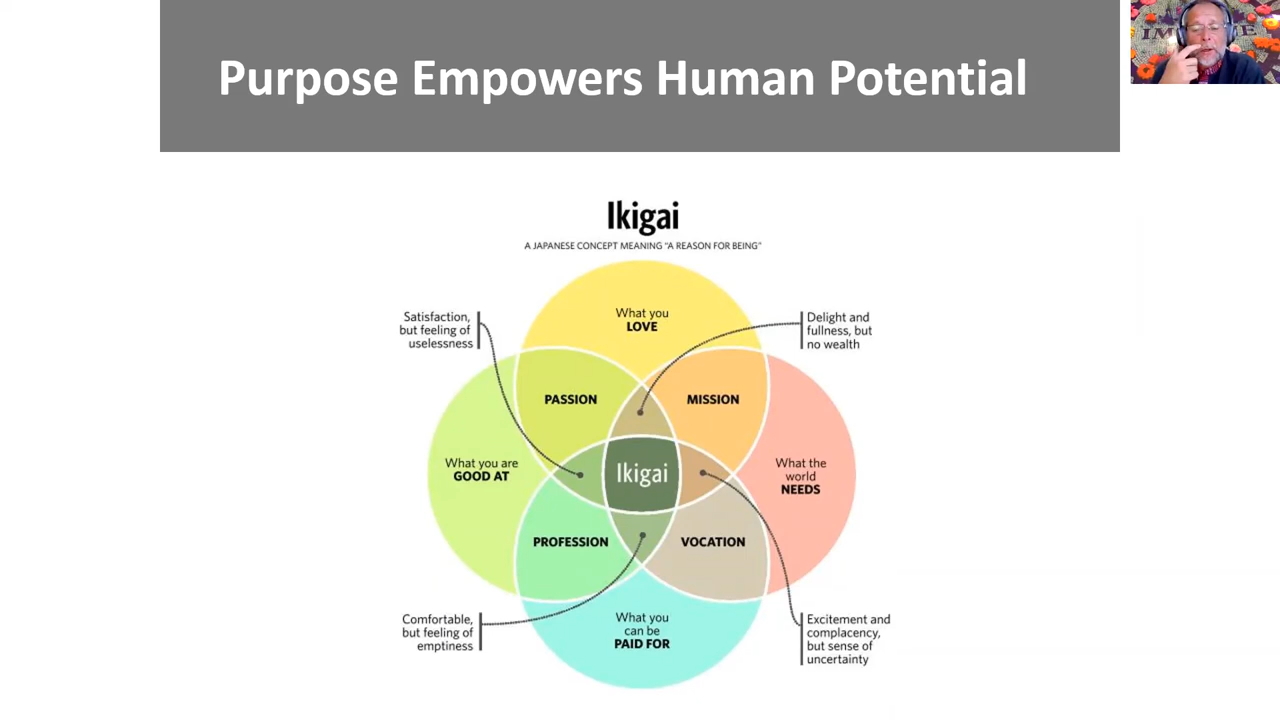 Purpose Empowers Human Potential
Ikigai
A JAPANESE CONCEPT MEANING “A REASON FOR BEING”
What you
LOVE
Satisfaction,
but feeling of
uselessness
Delight and
fullness, but
no wealth
PASSION
MISSION
What you are
GOOD AT
Ikigai
What the
world
NEEDS
PROFESSION
VOCATION
What you
can be
PAID FOR
Comfortable,
but feeling of
emptiness
Excitement and
complacency,
but sense of
uncertainty